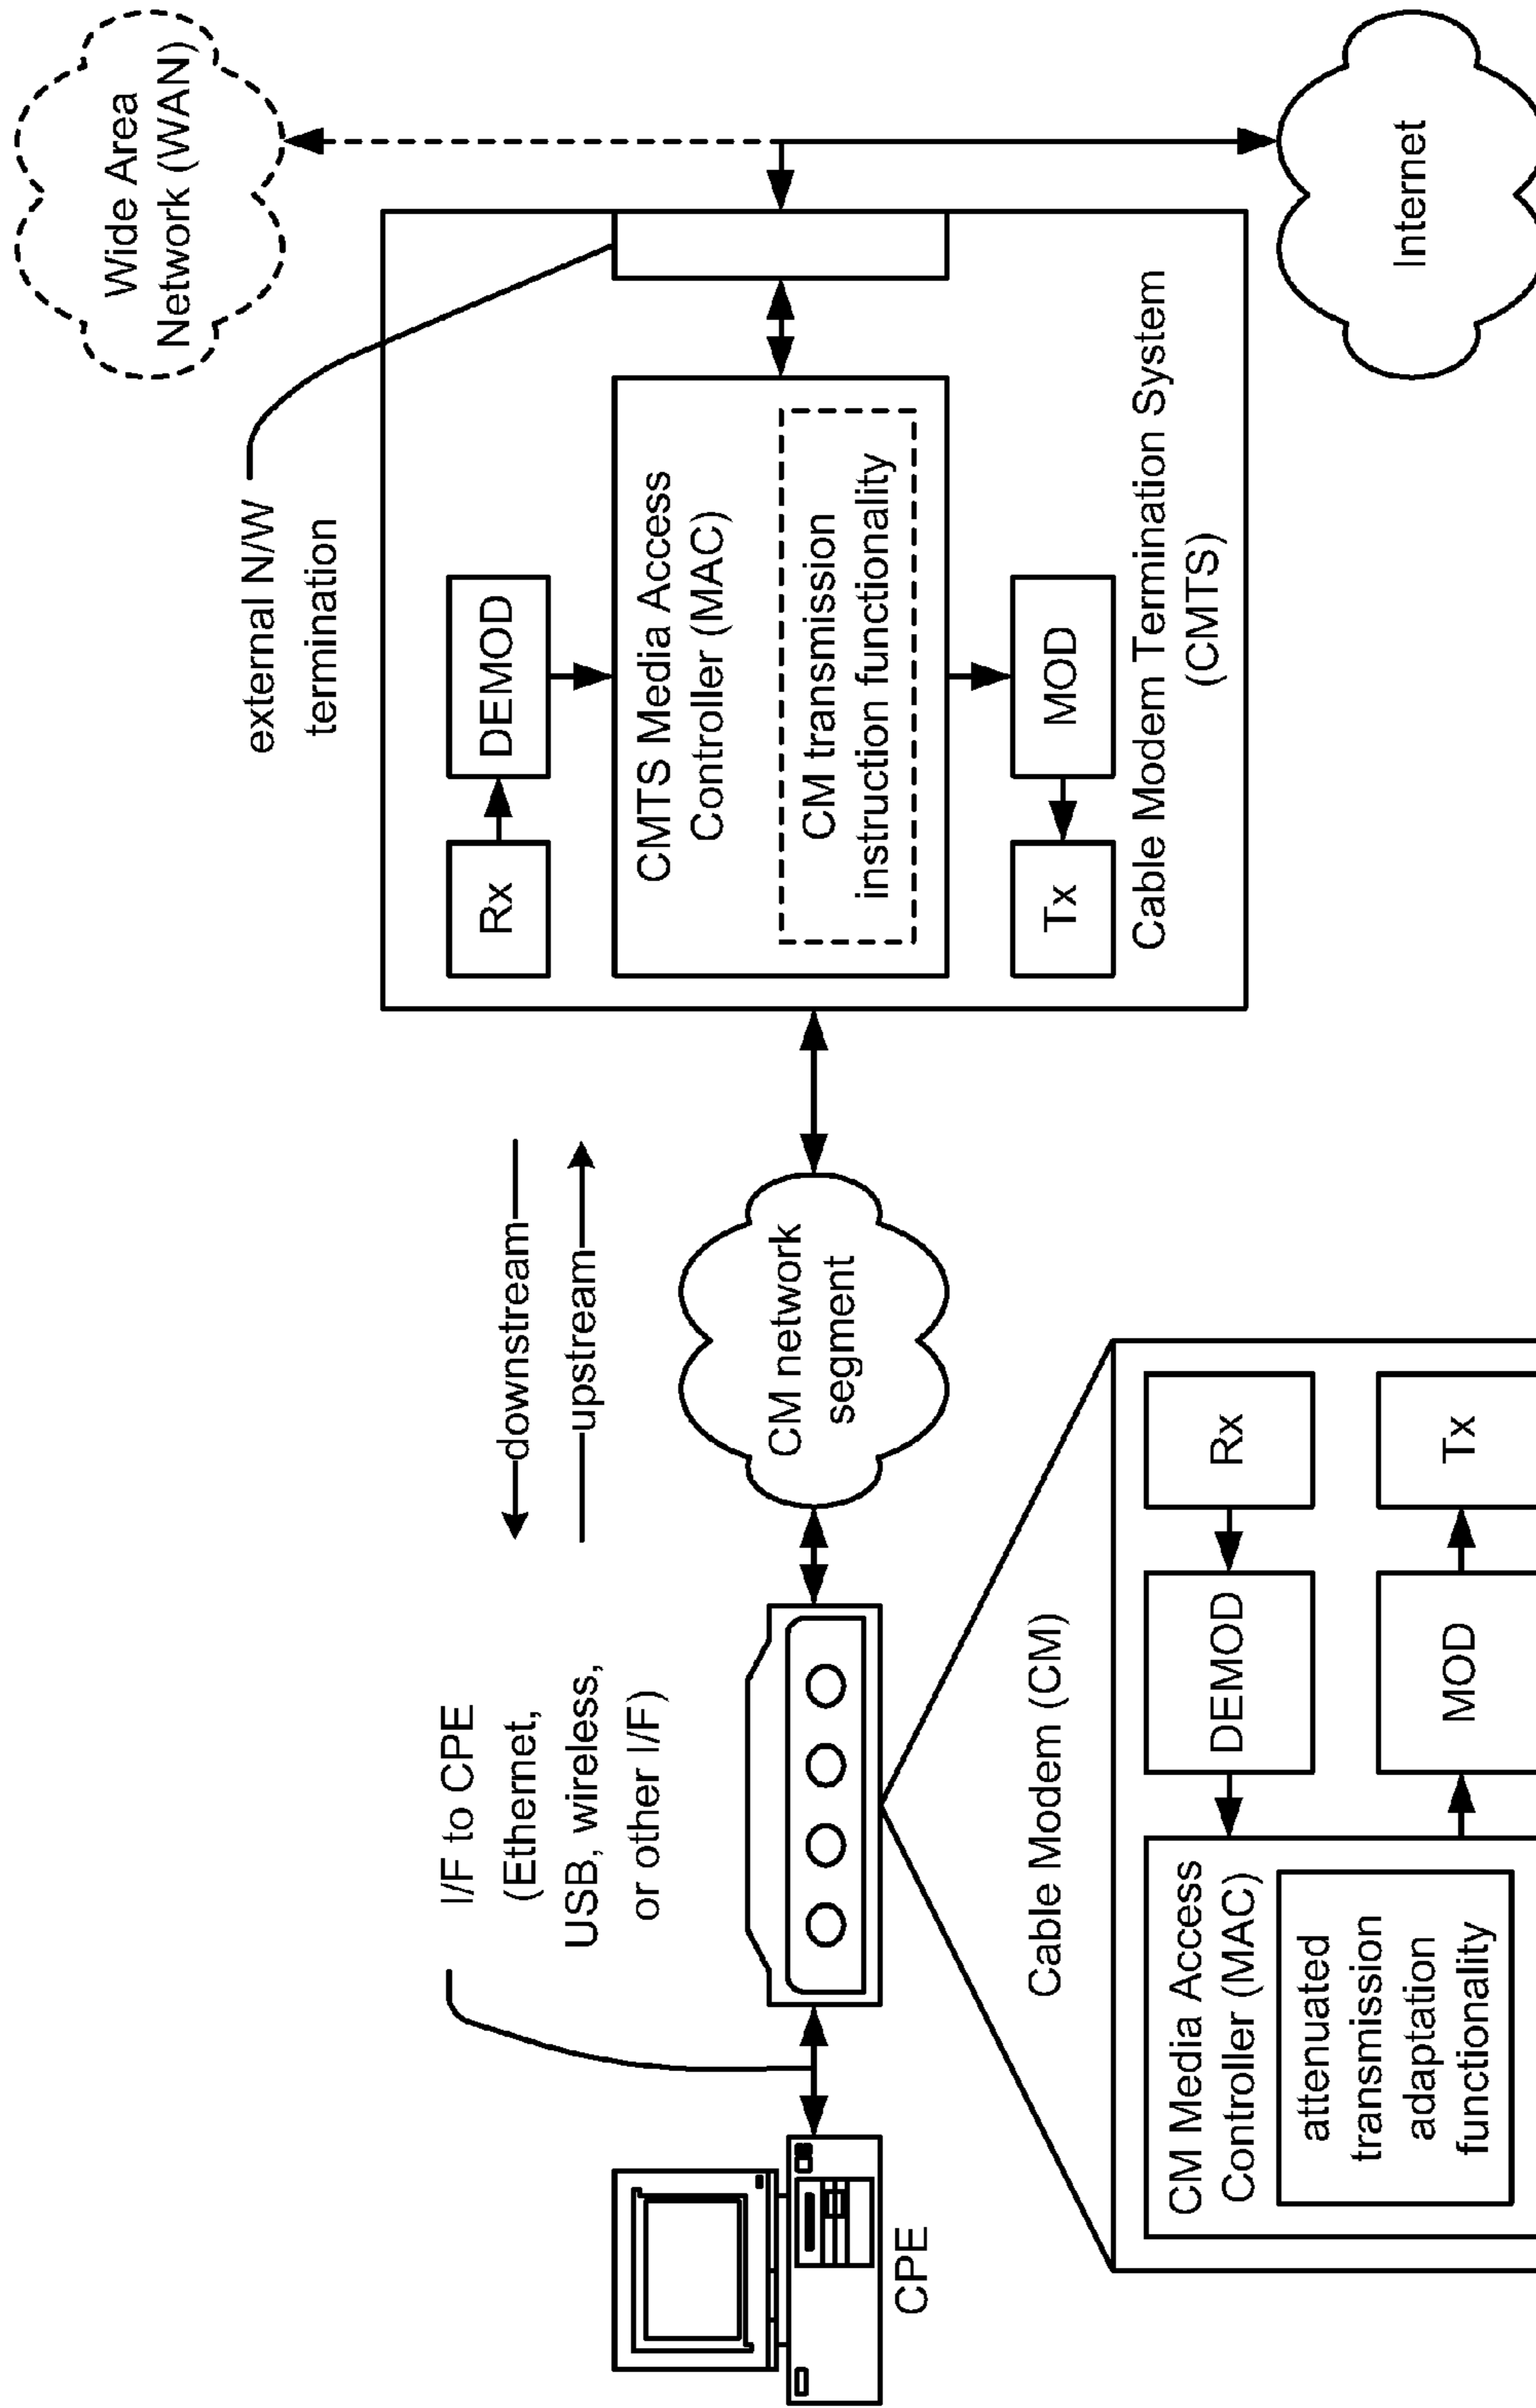 Wide Area
Network (WAN)
external N/W
termination
Rx
DEMOD
CMTS Media Access
Controller (MAC)
CM transmission
instruction functionality
Tx
MOD
Cable Modem Termination System
(CMTS)
Internet
downstream
upstream
CM network
segment
I/F to CPE
(Ethernet,
USB, wireless,
or other I/F)
CPE
Cable Modem (CM)
CM Media Access
Controller (MAC)
attenuated
transmission
adaptation
functionality
DEMOD
Rx
MOD
Tx